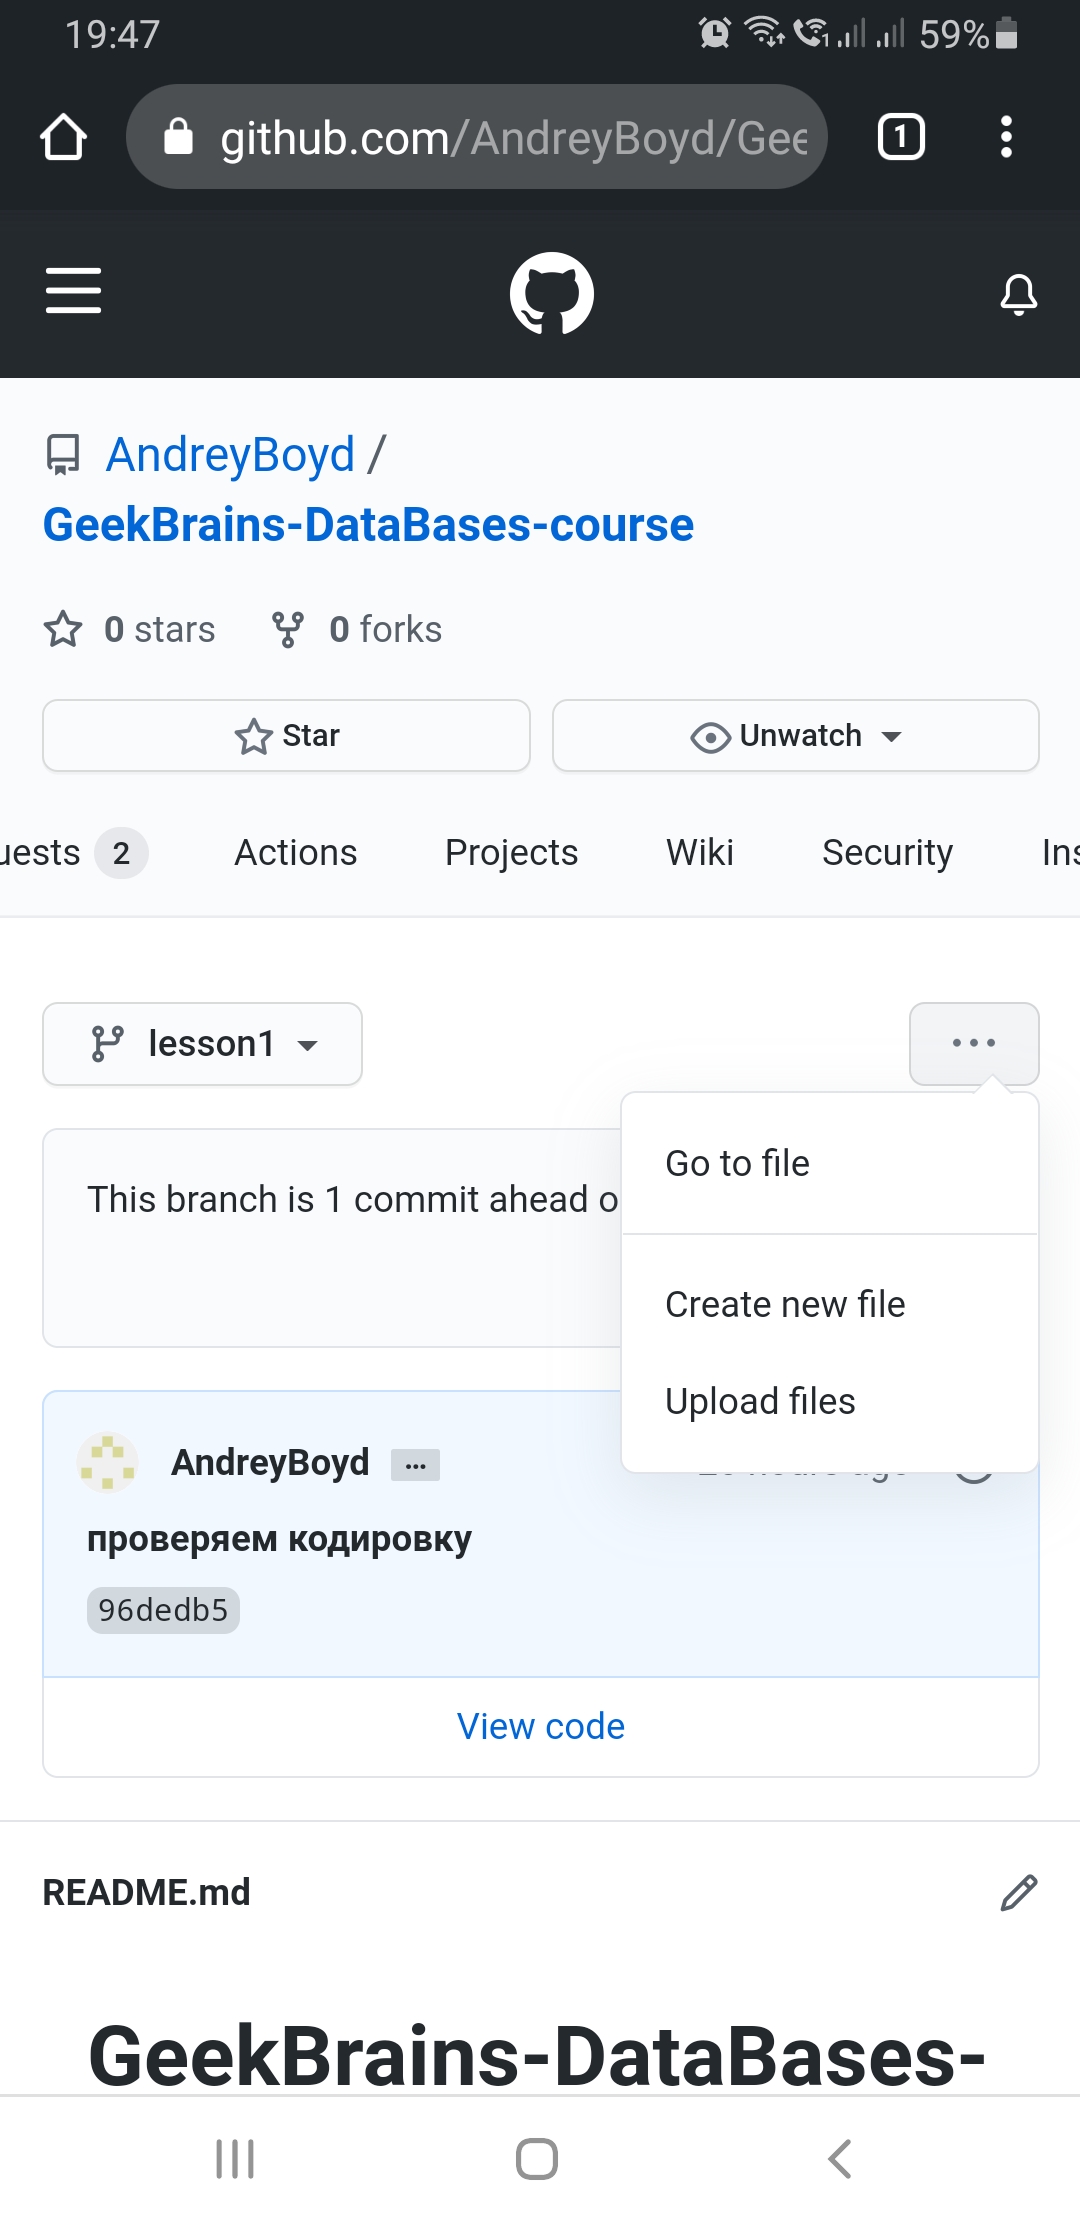 19:47
1
59%
github.com/AndreyBoyd/Gee
1
AndreyBoyd /
GeekBrains-DataBases-course
0 stars
0 forks
Star
Unwatch
uests 2
Actions
Projects
Wiki
Security
Ins
lesson1
Go to file
This branch is 1 commit ahead o
Create new file
Upload files
AndreyBoyd
проверяем кодировку
96dedb5
View code
README.md
GeekBrains-DataBases-